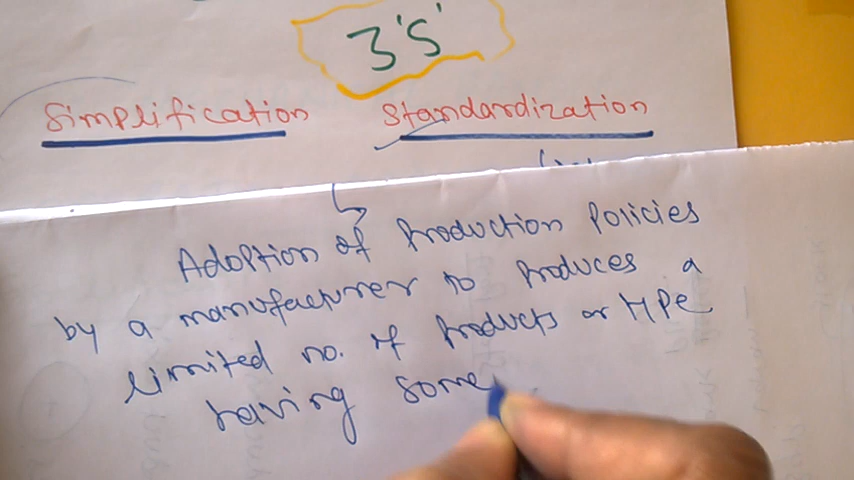 3'S'
Simplification Standardization
Adoption of Production Policies
by a manufacturer to Produces a
limited no. of Products or type
having some